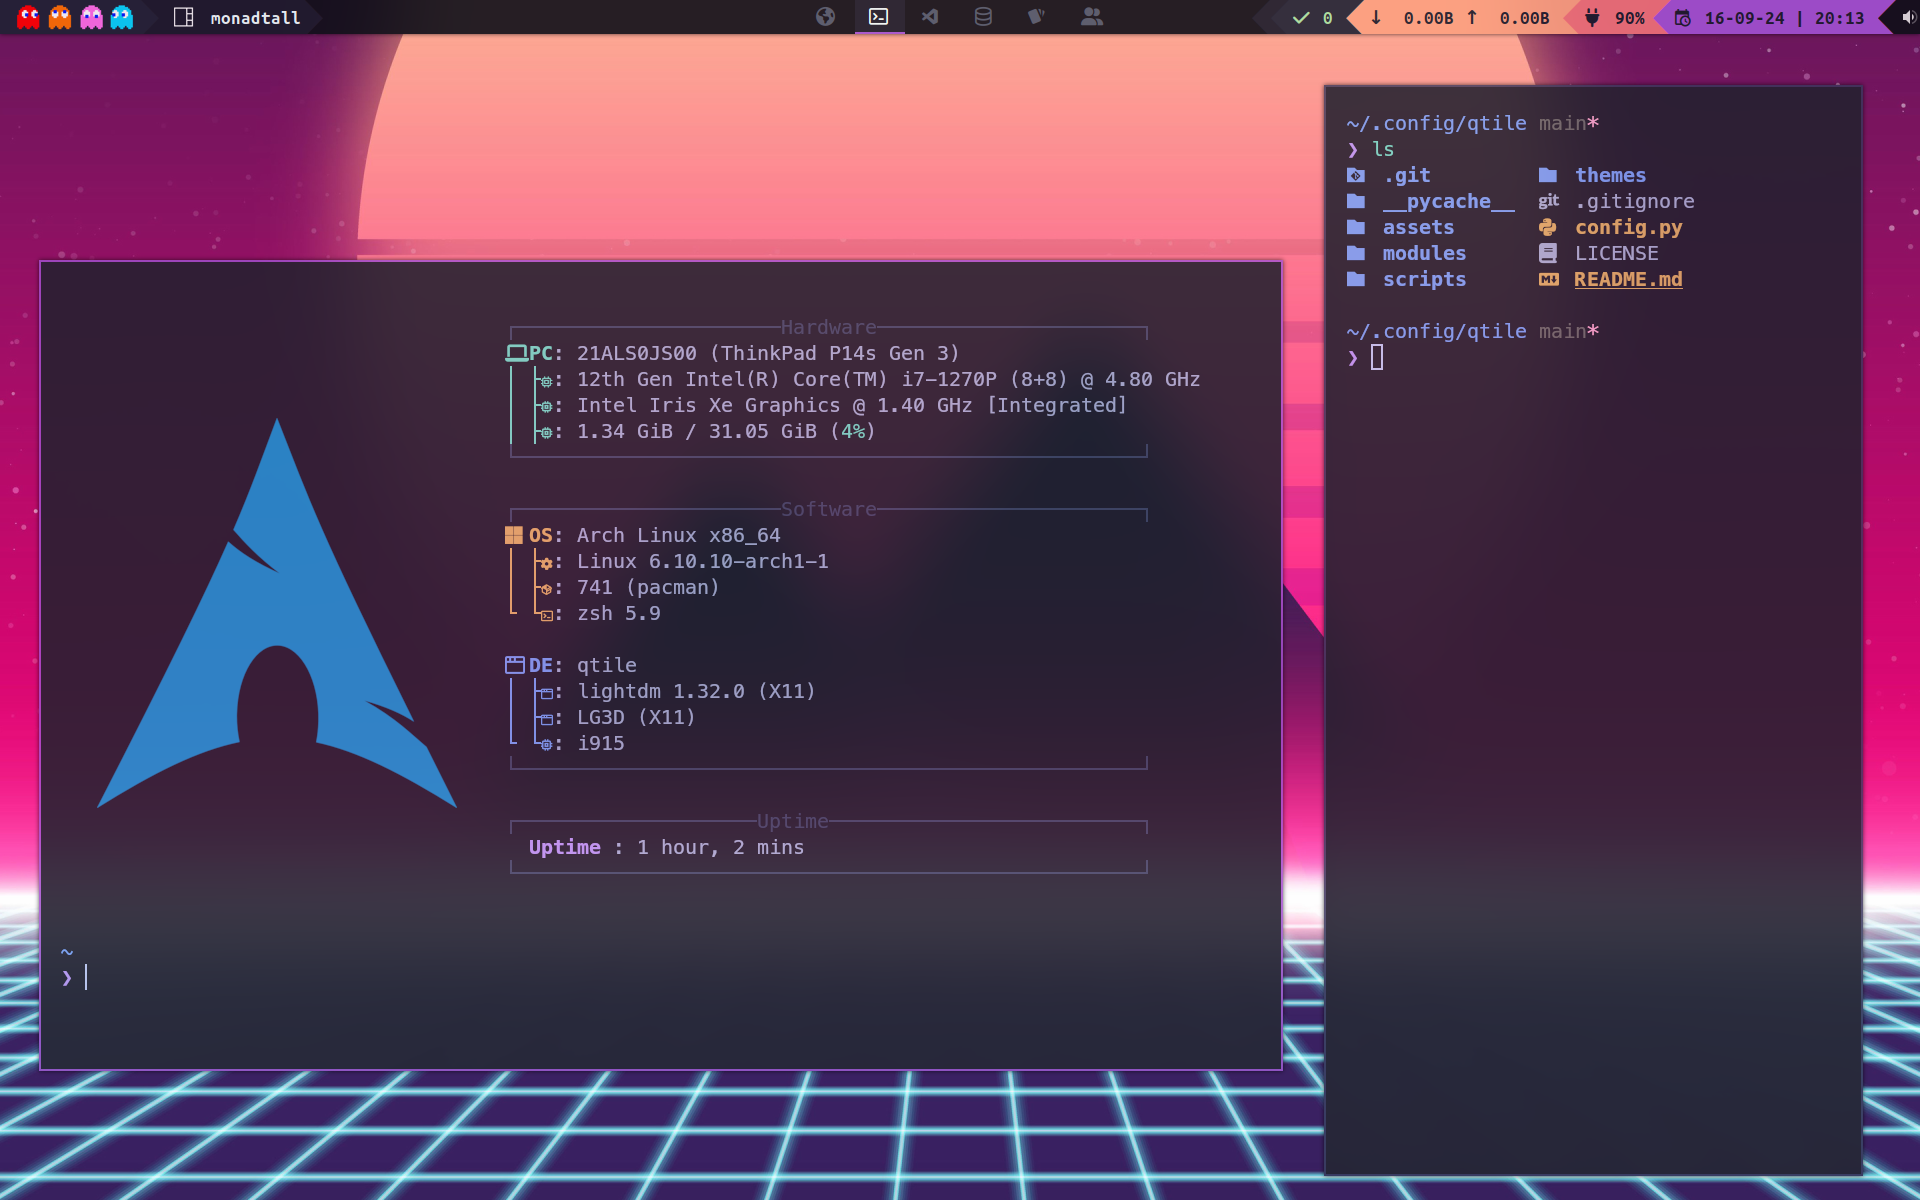 monadtall
0
↓ 0.00B ↑ 0.00B
90%
16-09-24 | 20:13
Hardware
PC: 21ALS0JS00 (ThinkPad P14s Gen 3)
: 12th Gen Intel(R) Core(TM) i7-1270P (8+8) @ 4.80 GHz
: Intel Iris Xe Graphics @ 1.40 GHz [Integrated]
: 1.34 GiB / 31.05 GiB (4%)
Software
OS: Arch Linux x86_64
: Linux 6.10.10-arch1-1
: 741 (pacman)
: zsh 5.9
DE: qtile
: lightdm 1.32.0 (X11)
: LG3D (X11)
: i915
Uptime
Uptime : 1 hour, 2 mins
~
❯
~/.config/qtile main*
❯ ls
.git themes
__pycache__ git .gitignore
assets config.py
modules LICENSE
scripts README.md
~/.config/qtile main*
❯